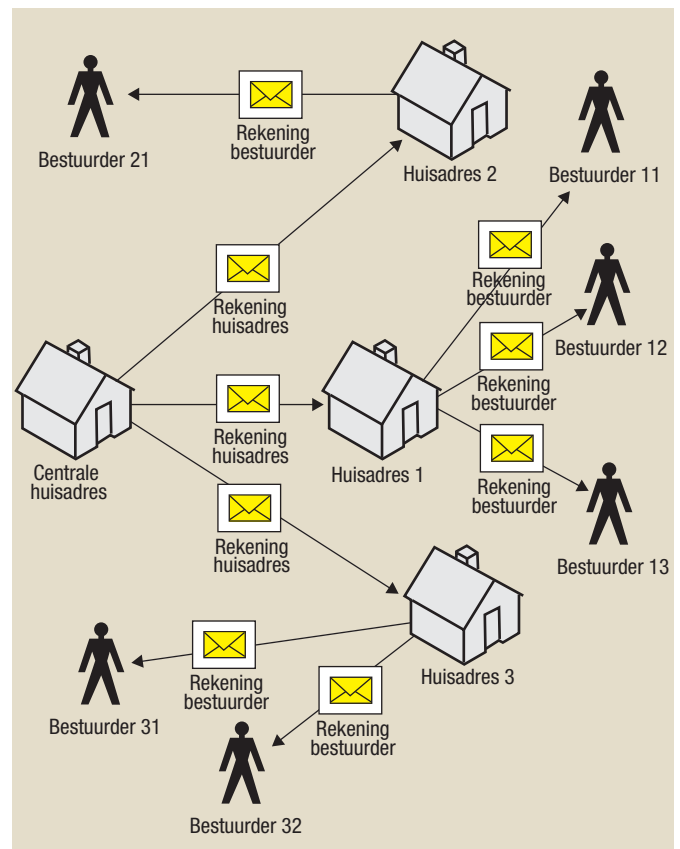 Bestuurder 21
Rekening
bestuurder
Huisadres 2
Bestuurder 11
Rekening
huisadres
Rekening
bestuurder
Bestuurder 12
Centrale
huisadres
Rekening
huisadres
Huisadres 1
Rekening
bestuurder
Rekening
bestuurder
Bestuurder 13
Rekening
huisadres
Huisadres 3
Bestuurder 31
Rekening
bestuurder
Rekening
bestuurder
Bestuurder 32